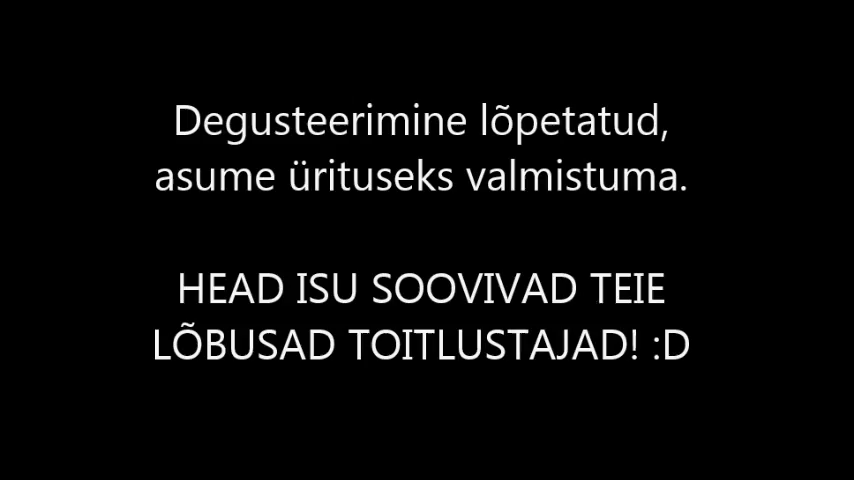 Degusteerimine lõpetatud,
asume ürituseks valmistuma.
HEAD ISU SOOVIVAD TEIE
LÕBUSAD TOITLUSTAJAD! :D